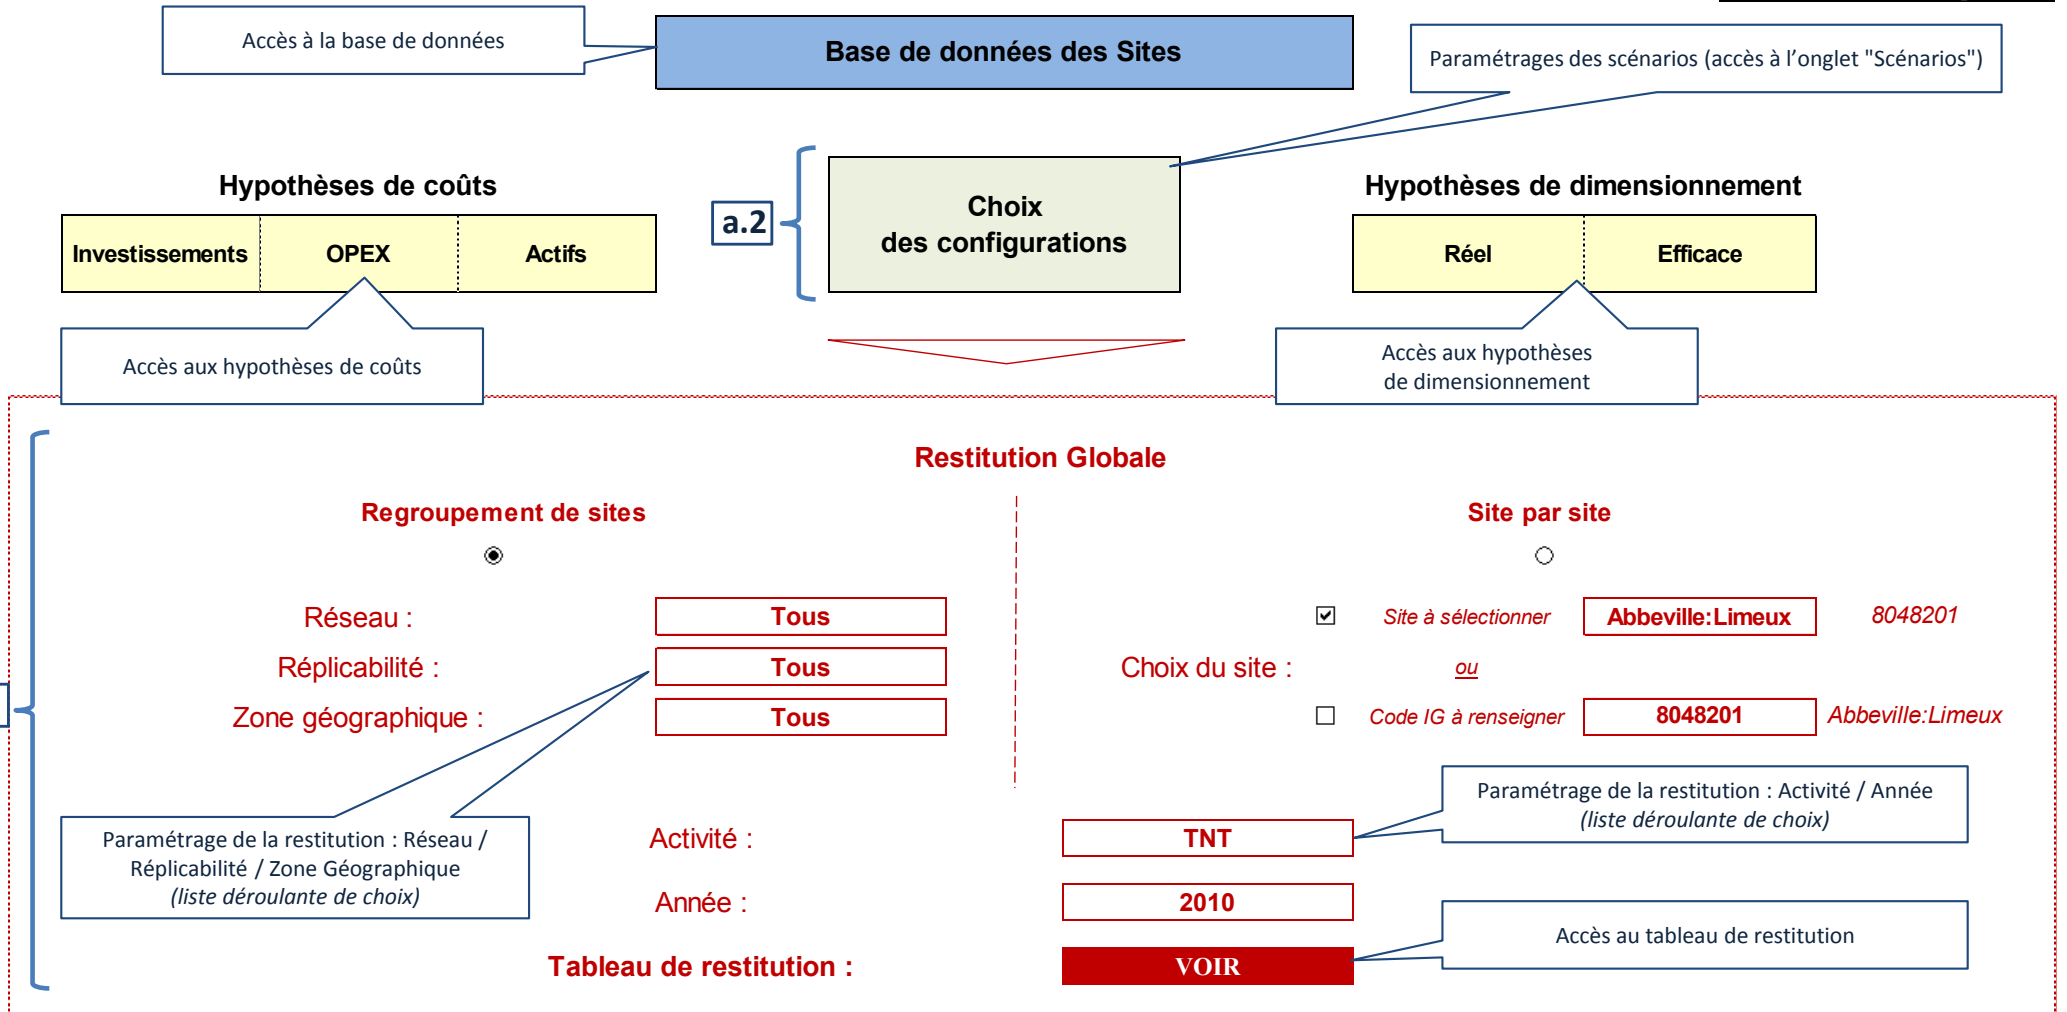 Accès à la base de données
Base de données des Sites
Paramétrages des scénarios (accès à l’onglet "Scénarios")
Hypothèses de coûts
Investissements OPEX Actifs
a.2
Choix
des configurations
Hypothèses de dimensionnement
Réel Efficace
Accès aux hypothèses de coûts
Accès aux hypothèses
de dimensionnement
Restitution Globale
Regroupement de sites
Site par site
Réseau : Tous
Réplicabilité : Tous
Zone géographique : Tous
Site à sélectionner Abbeville:Limeux 8048201
Choix du site : ou
Code IG à renseigner 8048201 Abbeville:Limeux
Paramétrage de la restitution : Réseau /
Réplicabilité / Zone Géographique
(liste déroulante de choix)
Activité : TNT
Paramétrage de la restitution : Activité / Année
(liste déroulante de choix)
Année : 2010
Tableau de restitution : VOIR
Accès au tableau de restitution